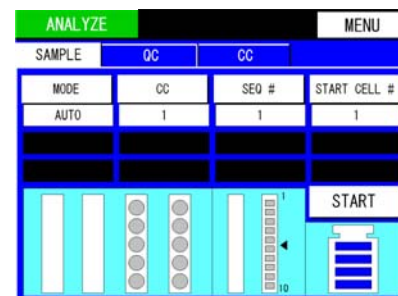 ANALYZE MENU
SAMPLE QC CC
MODE CC SEQ # START CELL #
AUTO 1 1 1
START
1
10